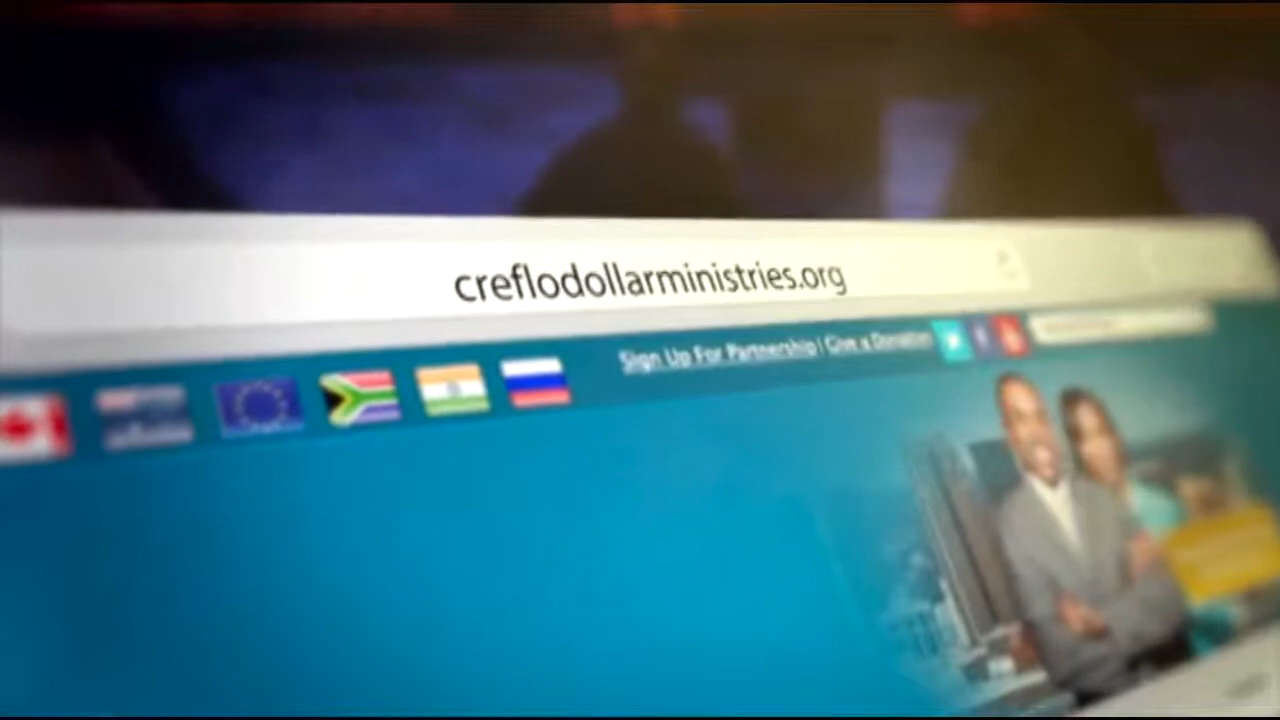 creflodollarministries.org
Sign Up For Partnership | Give a Donation